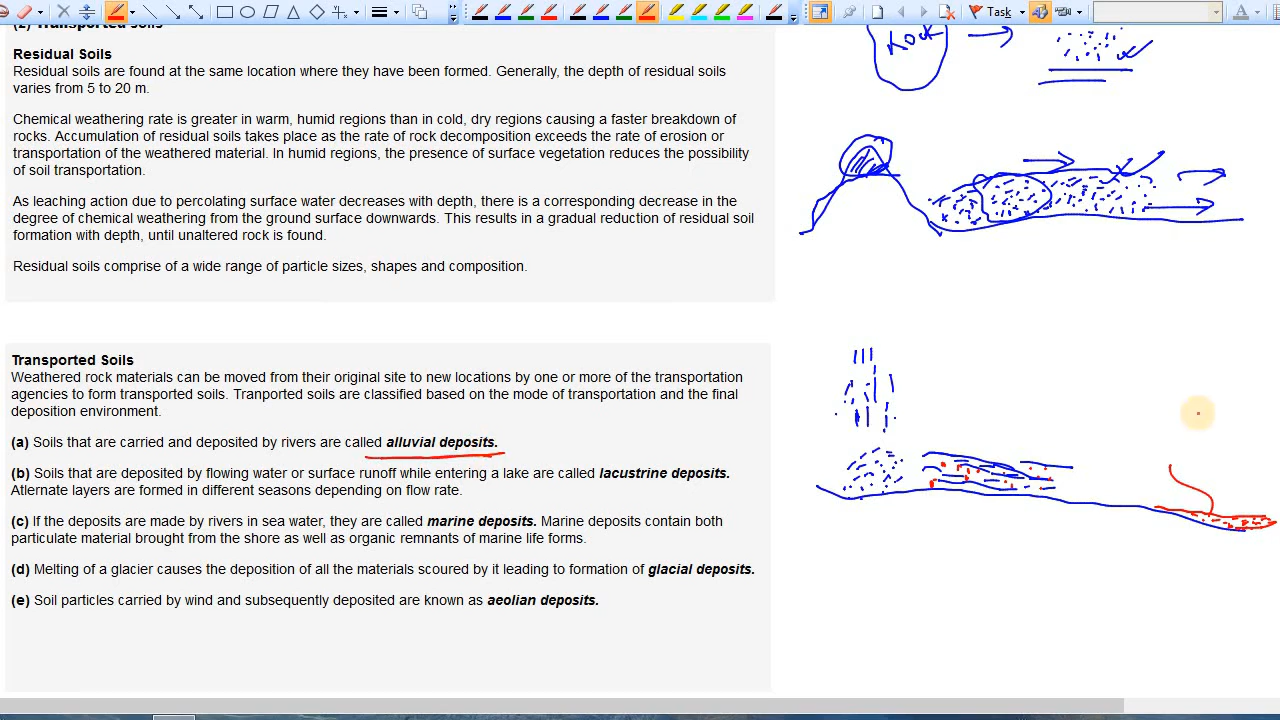 Task
(2) Transported Soils
Residual Soils
Residual soils are found at the same location where they have been formed. Generally, the depth of residual soils
varies from 5 to 20 m.
Chemical weathering rate is greater in warm, humid regions than in cold, dry regions causing a faster breakdown of
rocks. Accumulation of residual soils takes place as the rate of rock decomposition exceeds the rate of erosion or
transportation of the weathered material. In humid regions, the presence of surface vegetation reduces the possibility
of soil transportation.
As leaching action due to percolating surface water decreases with depth, there is a corresponding decrease in the
degree of chemical weathering from the ground surface downwards. This results in a gradual reduction of residual soil
formation with depth, until unaltered rock is found.
Residual soils comprise of a wide range of particle sizes, shapes and composition.
Rock
Transported Soils
Weathered rock materials can be moved from their original site to new locations by one or more of the transportation
agencies to form transported soils. Tranported soils are classified based on the mode of transportation and the final
deposition environment.
(a) Soils that are carried and deposited by rivers are called alluvial deposits.
(b) Soils that are deposited by flowing water or surface runoff while entering a lake are called lacustrine deposits.
Alternate layers are formed in different seasons depending on flow rate.
(c) If the deposits are made by rivers in sea water, they are called marine deposits. Marine deposits contain both
particulate material brought from the shore as well as organic remnants of marine life forms.
(d) Melting of a glacier causes the deposition of all the materials scoured by it leading to formation of glacial deposits.
(e) Soil particles carried by wind and subsequently deposited are known as aeolian deposits.